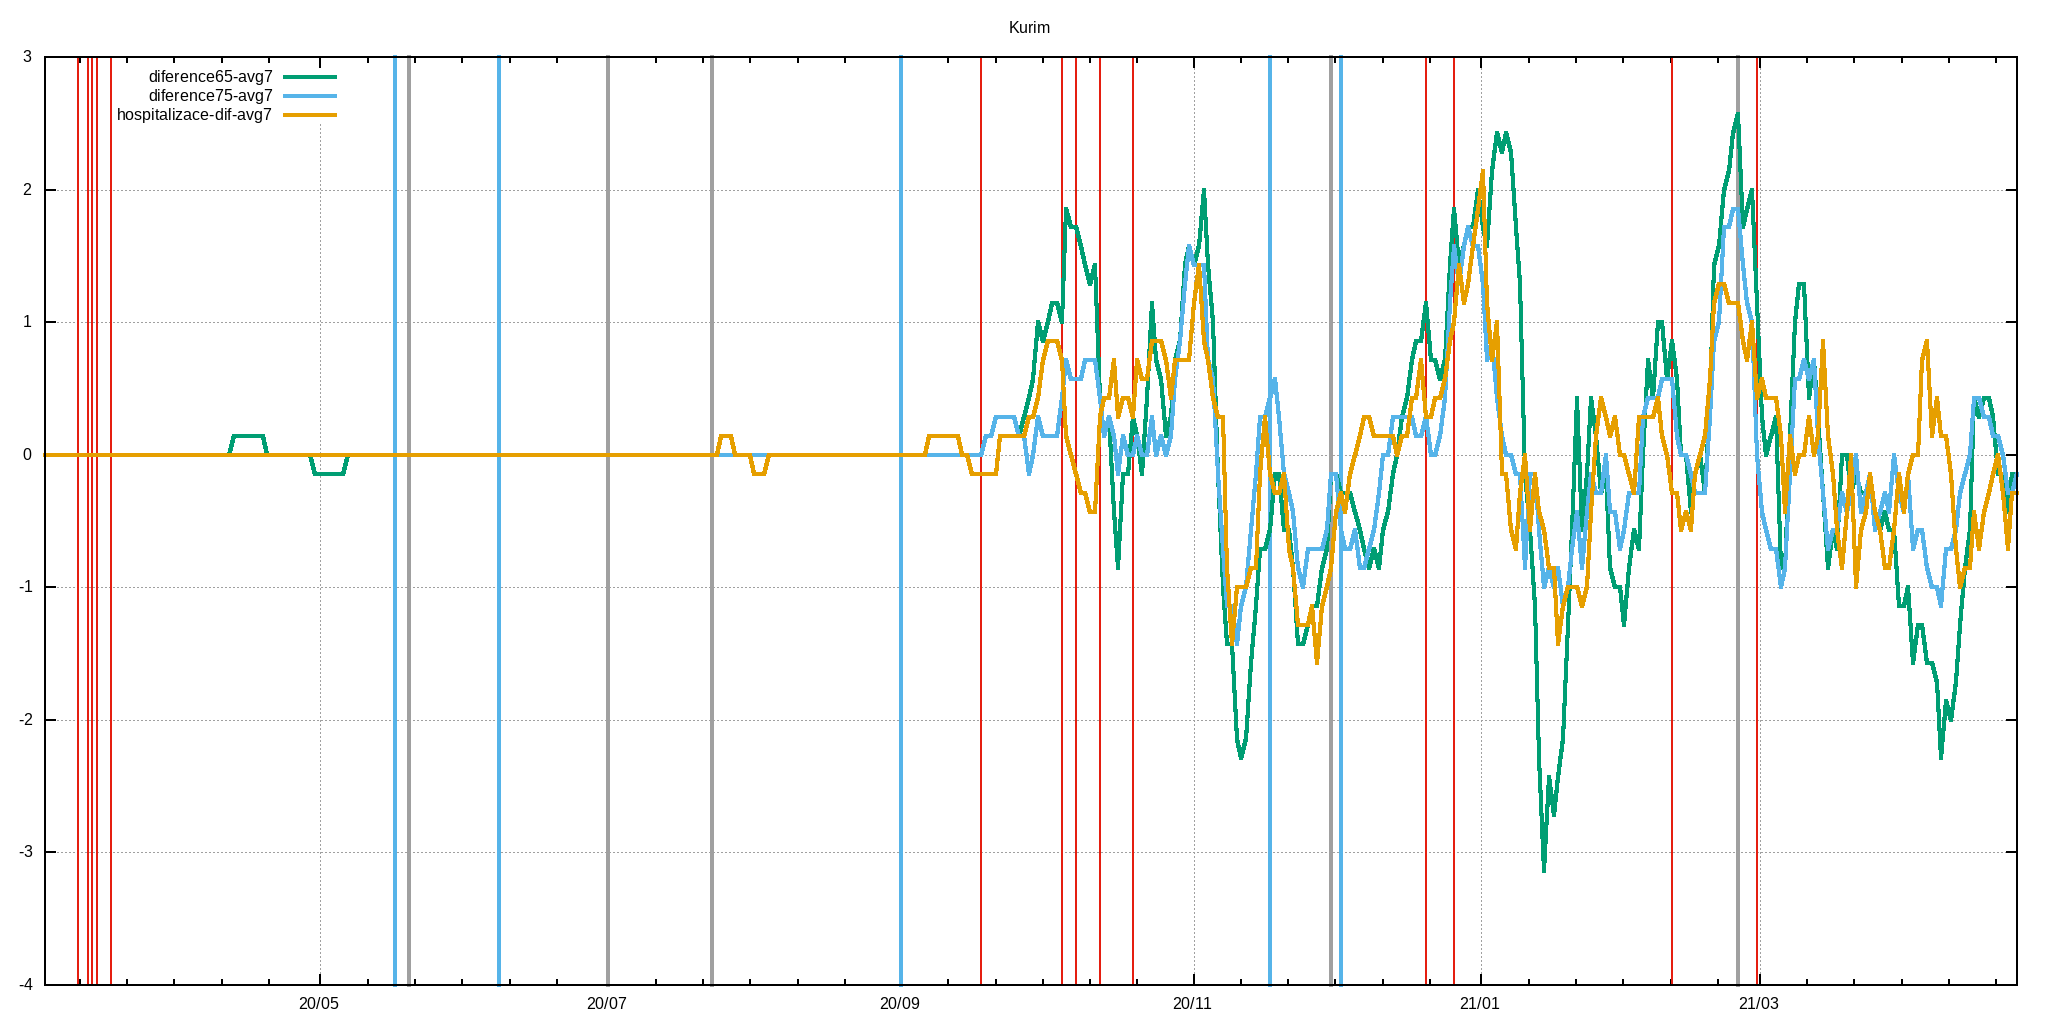 Kurim
diference65-avg7
diference75-avg7
hospitalizace-dif-avg7
3
2
1
0
-1
-2
-3
-4
20/05 20/07 20/09 20/11 21/01 21/03